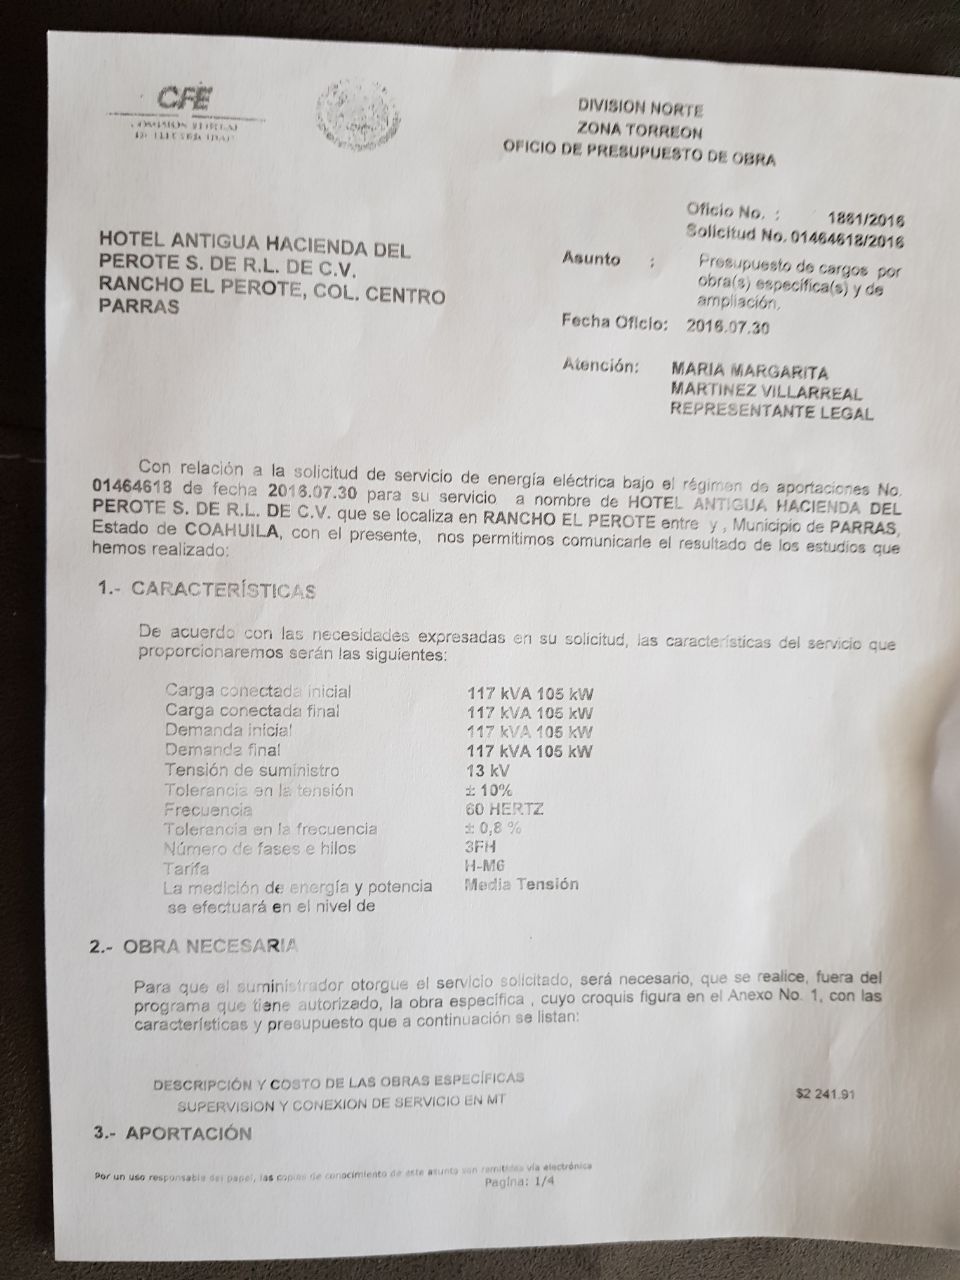 CFE
COMISIÓN FEDERAL
DE ELECTRICIDAD
DIVISION NORTE
ZONA TORREON
OFICIO DE PRESUPUESTO DE OBRA
Oficio No. : 1881/2016
Solicitud No. 01464618/2016
HOTEL ANTIGUA HACIENDA DEL
PEROTE S. DE R.L. DE C.V.
RANCHO EL PEROTE, COL. CENTRO
PARRAS
Asunto : Presupuesto de cargos por
obra(s) específica(s) y de
ampliación.
Fecha Oficio: 2016.07.30
Atención: MARIA MARGARITA
MARTINEZ VILLARREAL
REPRESENTANTE LEGAL
Con relación a la solicitud de servicio de energía eléctrica bajo el régimen de aportaciones No.
01464618 de fecha 2016.07.30 para su servicio a nombre de HOTEL ANTIGUA HACIENDA DEL
PEROTE S. DE R.L. DE C.V. que se localiza en RANCHO EL PEROTE entre y , Municipio de PARRAS,
Estado de COAHUILA, con el presente, nos permitimos comunicarle el resultado de los estudios que
hemos realizado:
1.- CARACTERÍSTICAS
De acuerdo con las necesidades expresadas en su solicitud, las características del servicio que
proporcionaremos serán las siguientes:
Carga conectada inicial 117 kVA 105 kW
Carga conectada final 117 kVA 105 kW
Demanda inicial 117 kVA 105 kW
Demanda final 117 kVA 105 kW
Tensión de suministro 13 kV
Tolerancia en la tensión ± 10%
Frecuencia 60 HERTZ
Tolerancia en la frecuencia ± 0,8 %
Número de fases e hilos 3FH
Tarifa H-M6
La medición de energía y potencia Media Tensión
se efectuará en el nivel de
2.- OBRA NECESARIA
Para que el suministrador otorgue el servicio solicitado, será necesario, que se realice, fuera del
programa que tiene autorizado, la obra específica , cuyo croquis figura en el Anexo No. 1, con las
características y presupuesto que a continuación se listan:
DESCRIPCIÓN Y COSTO DE LAS OBRAS ESPECÍFICAS
SUPERVISION Y CONEXION DE SERVICIO EN MT $2 241.91
3.- APORTACIÓN
Por un uso responsable del papel, las copias de conocimiento de este asunto son remitidas vía electrónica
Pagina: 1/4